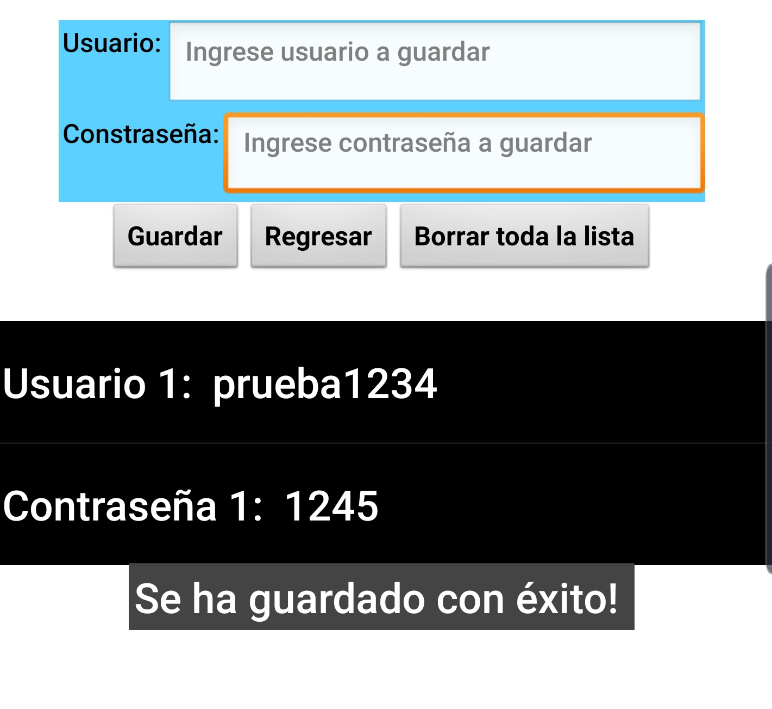 Usuario: Ingrese usuario a guardar
Constraseña: Ingrese contraseña a guardar
Guardar Regresar Borrar toda la lista
Usuario 1: prueba1234
Contraseña 1: 1245
Se ha guardado con éxito!